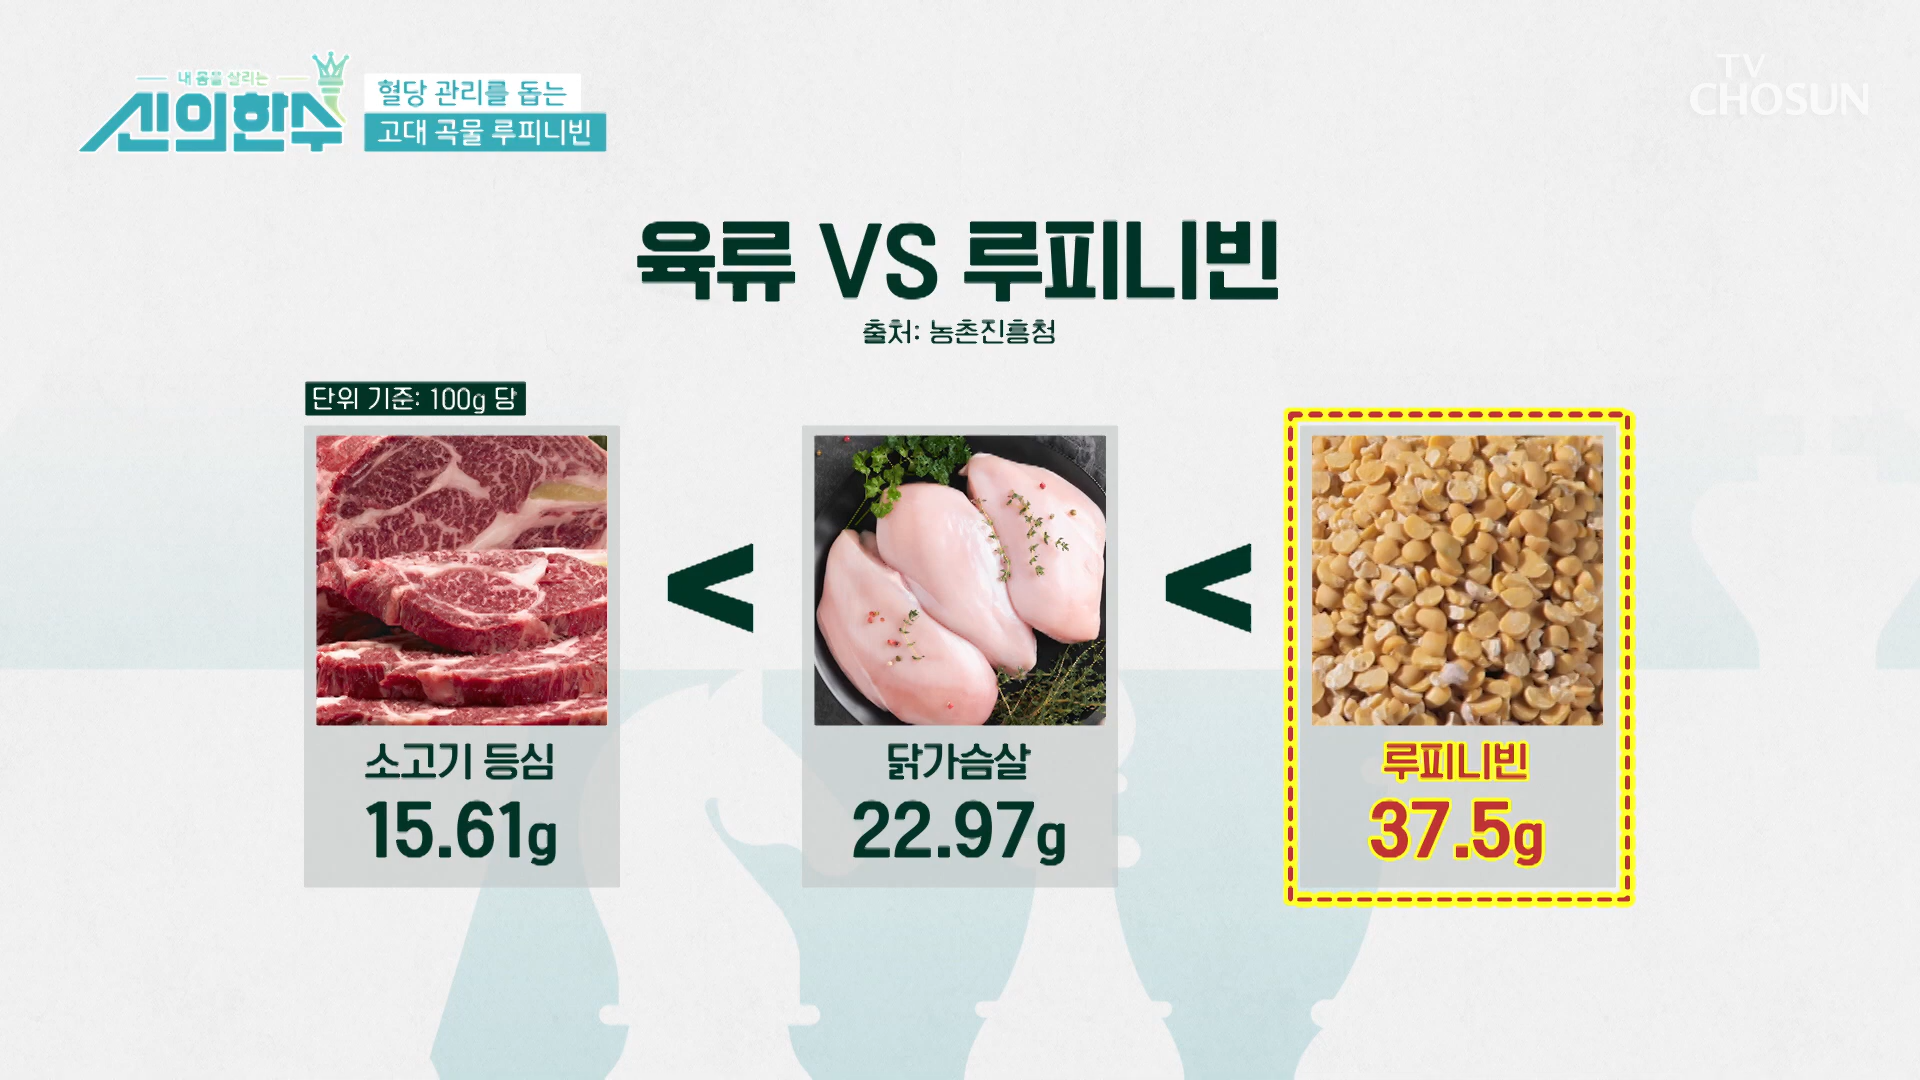 내 몸을 살리는
신의한수
혈당 관리를 돕는
고대 곡물 루피니빈
TV
CHOSUN
육류 VS 루피니빈
출처: 농촌진흥청
단위 기준: 100g 당
<
<
소고기 등심
15.61g
닭가슴살
22.97g
루피니빈
37.5g